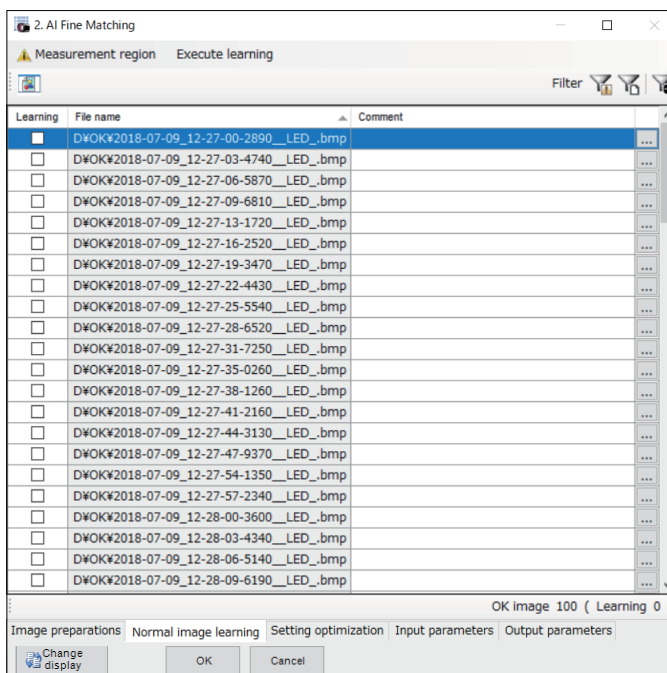 2. AI Fine Matching
Measurement region Execute learning
Filter
Learning File name Comment
D¥OK¥2018-07-09_12-27-00-2890__LED_.bmp ...
D¥OK¥2018-07-09_12-27-03-4740__LED_.bmp ...
D¥OK¥2018-07-09_12-27-06-5870__LED_.bmp ...
D¥OK¥2018-07-09_12-27-09-6810__LED_.bmp ...
D¥OK¥2018-07-09_12-27-13-1720__LED_.bmp ...
D¥OK¥2018-07-09_12-27-16-2520__LED_.bmp ...
D¥OK¥2018-07-09_12-27-19-3470__LED_.bmp ...
D¥OK¥2018-07-09_12-27-22-4430__LED_.bmp ...
D¥OK¥2018-07-09_12-27-25-5540__LED_.bmp ...
D¥OK¥2018-07-09_12-27-28-6520__LED_.bmp ...
D¥OK¥2018-07-09_12-27-31-7250__LED_.bmp ...
D¥OK¥2018-07-09_12-27-35-0260__LED_.bmp ...
D¥OK¥2018-07-09_12-27-38-1260__LED_.bmp ...
D¥OK¥2018-07-09_12-27-41-2160__LED_.bmp ...
D¥OK¥2018-07-09_12-27-44-3130__LED_.bmp ...
D¥OK¥2018-07-09_12-27-47-9370__LED_.bmp ...
D¥OK¥2018-07-09_12-27-54-1350__LED_.bmp ...
D¥OK¥2018-07-09_12-27-57-2340__LED_.bmp ...
D¥OK¥2018-07-09_12-28-00-3600__LED_.bmp ...
D¥OK¥2018-07-09_12-28-03-4340__LED_.bmp ...
D¥OK¥2018-07-09_12-28-06-5140__LED_.bmp ...
D¥OK¥2018-07-09_12-28-09-6190__LED_.bmp ...
OK image 100 ( Learning 0
Image preparations Normal image learning Setting optimization Input parameters Output parameters
Change
display
OK Cancel